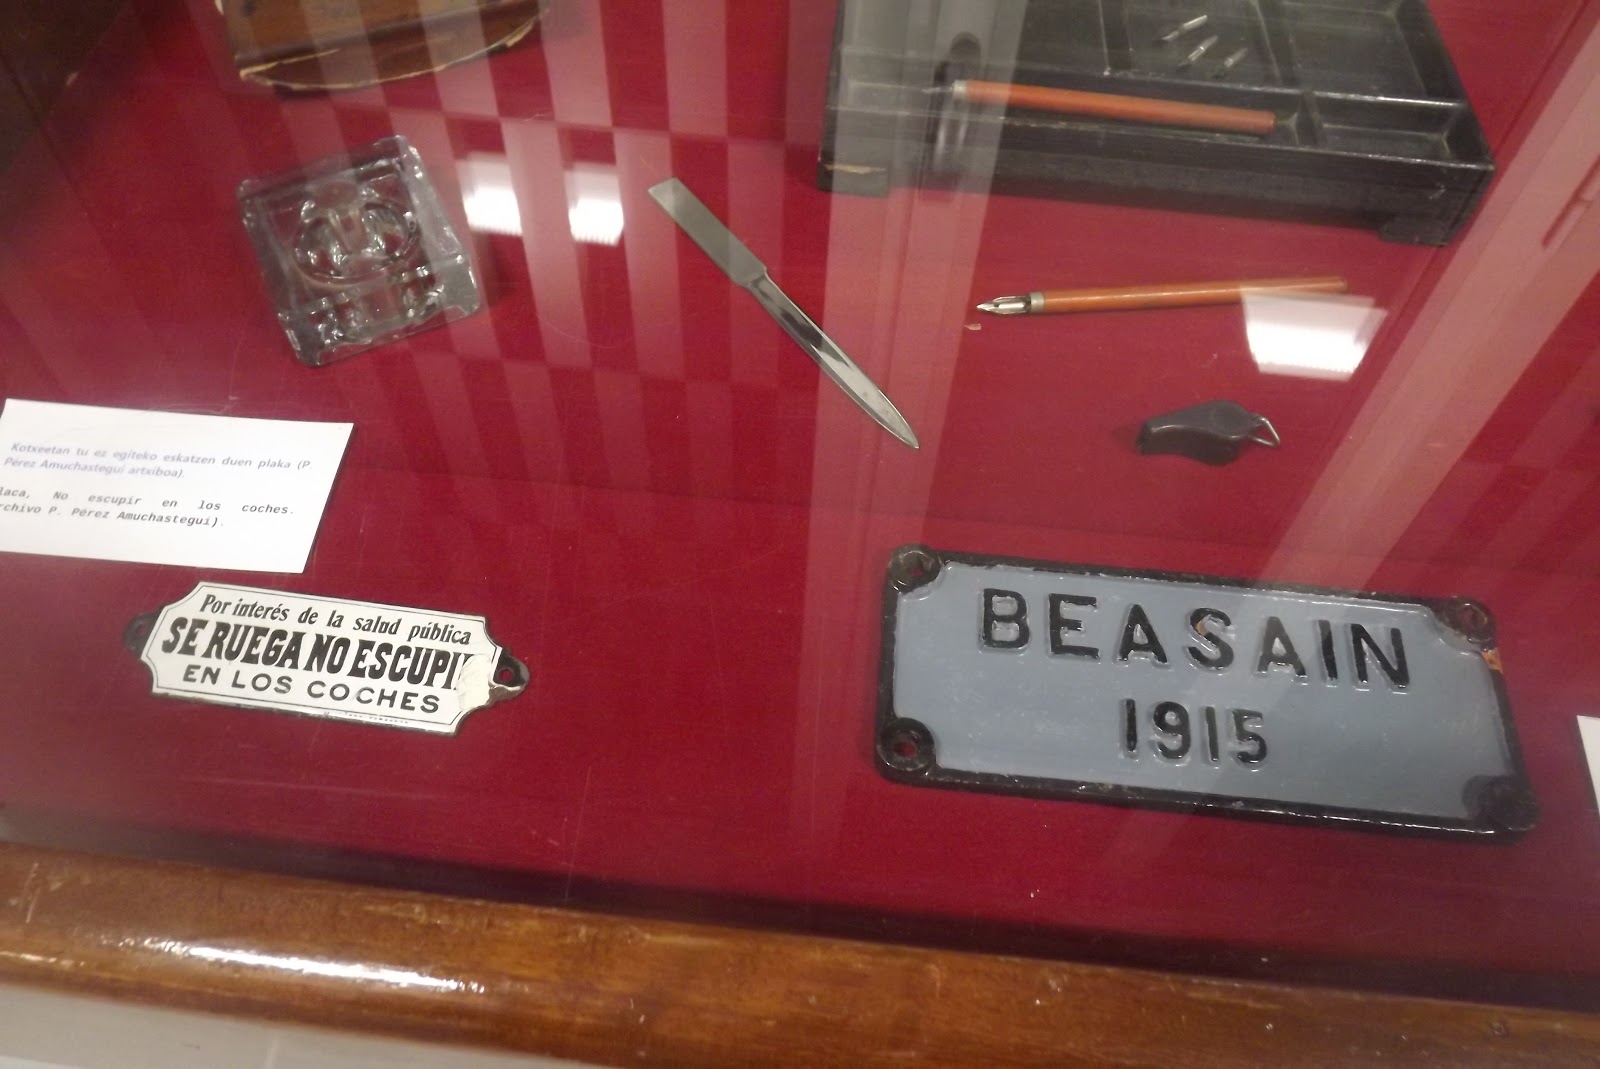 Kotxeetan tu ez egiteko eskatzen duen plaka (P.
Pérez Amuchastegui artxiboa).
laca, No escupir en los coches.
rchivo P. Pérez Amuchastegui).
Por interés de la salud pública
SE RUEGA NO ESCUPI
EN LOS COCHES
BEASAIN
1915